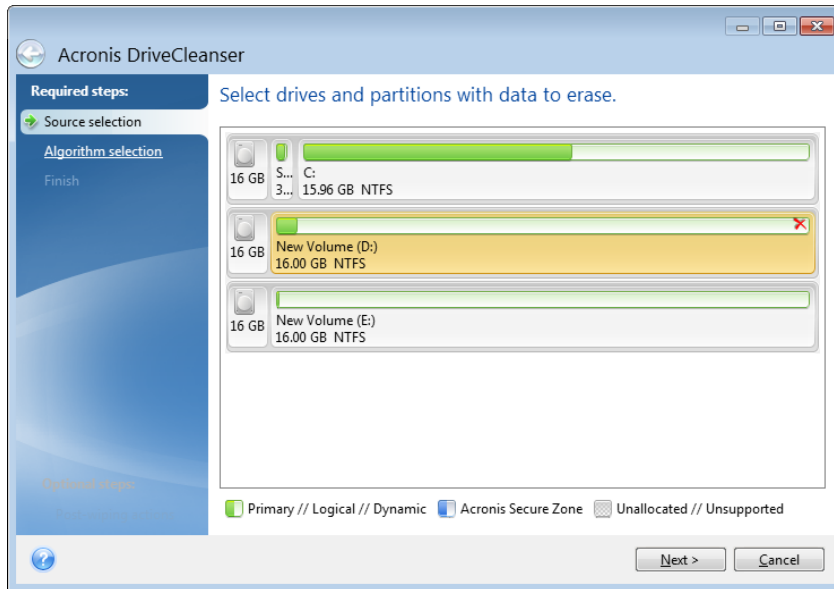 Acronis DriveCleanser
Required steps:
Source selection
Algorithm selection
Finish
Select drives and partitions with data to erase.
16 GB
S...
3...
C:
15.96 GB NTFS
16 GB
New Volume (D:)
16.00 GB NTFS
16 GB
New Volume (E:)
16.00 GB NTFS
Optional steps:
Primary // Logical // Dynamic
Acronis Secure Zone
Unallocated // Unsupported
?
Next >
Cancel